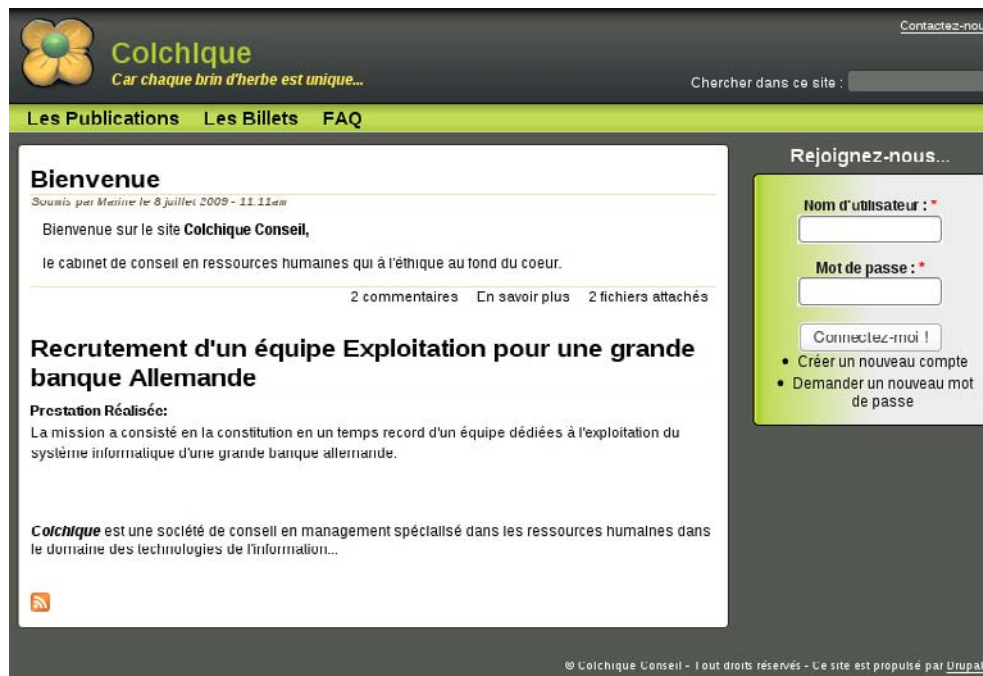 Contactez-nou
Colchique
Car chaque brin d'herbe est unique...
Chercher dans ce site :
Les Publications Les Billets FAQ
Bienvenue
Soumis par Marine le 8 juillet 2009 - 11:11am
Bienvenue sur le site Colchique Conseil,
le cabinet de conseil en ressources humaines qui à l'éthique au fond du coeur.
2 commentaires En savoir plus 2 fichiers attachés
Recrutement d'un équipe Exploitation pour une grande
banque Allemande
Prestation Réalisée:
La mission a consisté en la constitution en un temps record d'un équipe dédiées à l'exploitation du
système informatique d'une grande banque allemande.
Colchique est une société de conseil en management spécialisé dans les ressources humaines dans
le domaine des technologies de l'information...
Rejoignez-nous...
Nom d'utilisateur : *
Mot de passe : *
Connectez-moi !
• Créer un nouveau compte
• Demander un nouveau mot
de passe
© Colchique Conseil - Tout droits réservés - Ce site est propulsé par Drupal